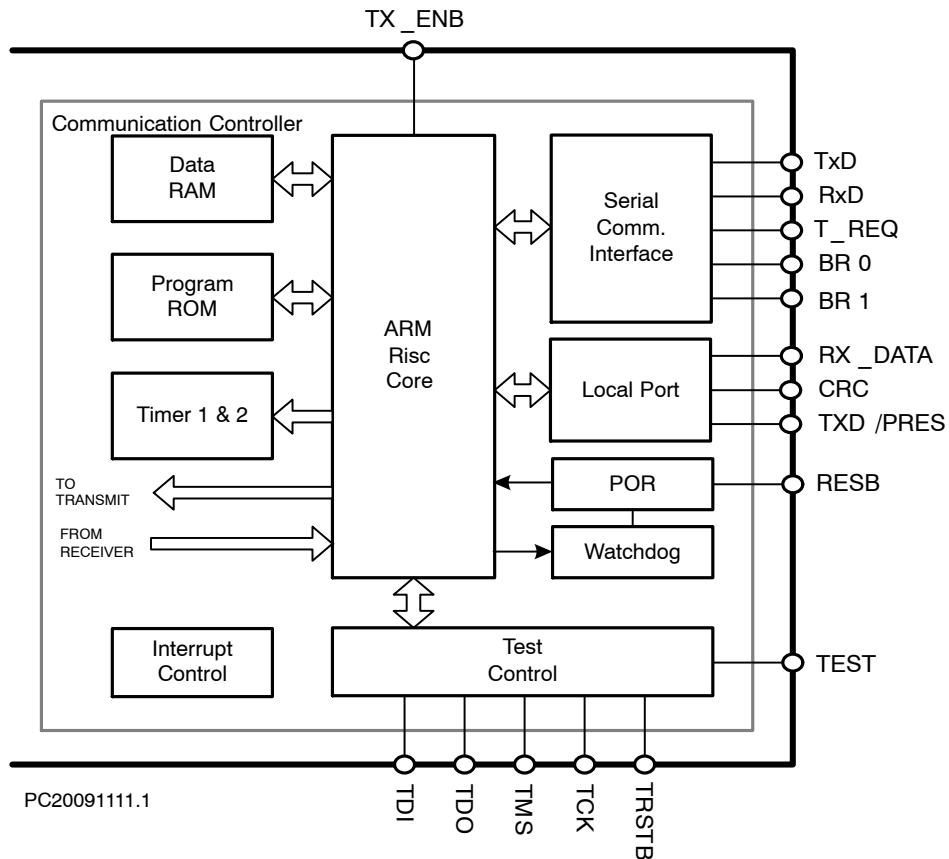 TX _ENB
Communication Controller
Data
RAM
Program
ROM
Timer 1 & 2
TO
TRANSMIT
FROM
RECEIVER
Interrupt
Control
ARM
Risc
Core
Serial
Comm.
Interface
Local Port
POR
Watchdog
Test
Control
TxD
RxD
T_REQ
BR 0
BR 1
RX _DATA
CRC
TXD /PRES
RESB
TEST
TDI
TDO
TMS
TCK
TRSTB
PC20091111.1